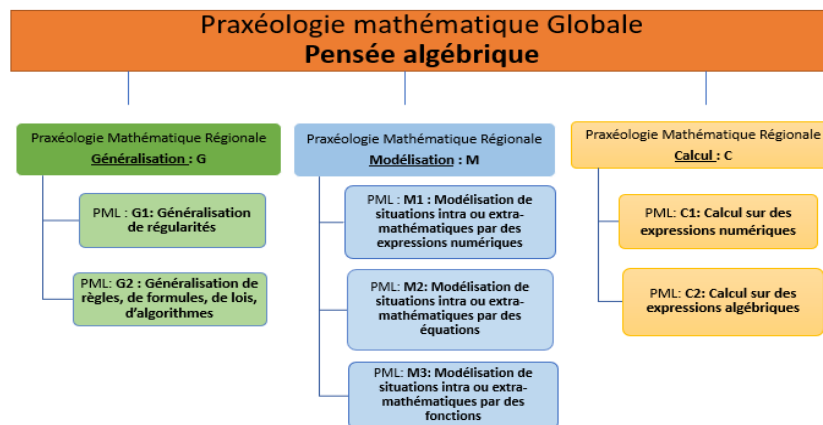 Praxéologie mathématique Globale
Pensée algébrique
Praxéologie Mathématique Régionale
Généralisation : G
PML : G1: Généralisation
de régularités
PML: G2 : Généralisation de
règles, de formules, de lois,
d'algorithmes
Praxéologie Mathématique Régionale
Modélisation : M
PML : M1 : Modélisation de
situations intra ou extra-
mathématiques par des
expressions numériques
PML: M2: Modélisation de
situations intra ou extra-
mathématiques par des
équations
PML: M3: Modélisation de
situations intra ou extra-
mathématiques par des
fonctions
Praxéologie Mathématique Régionale
Calcul : C
PML: C1: Calcul sur des
expressions numériques
PML: C2: Calcul sur des
expressions algébriques